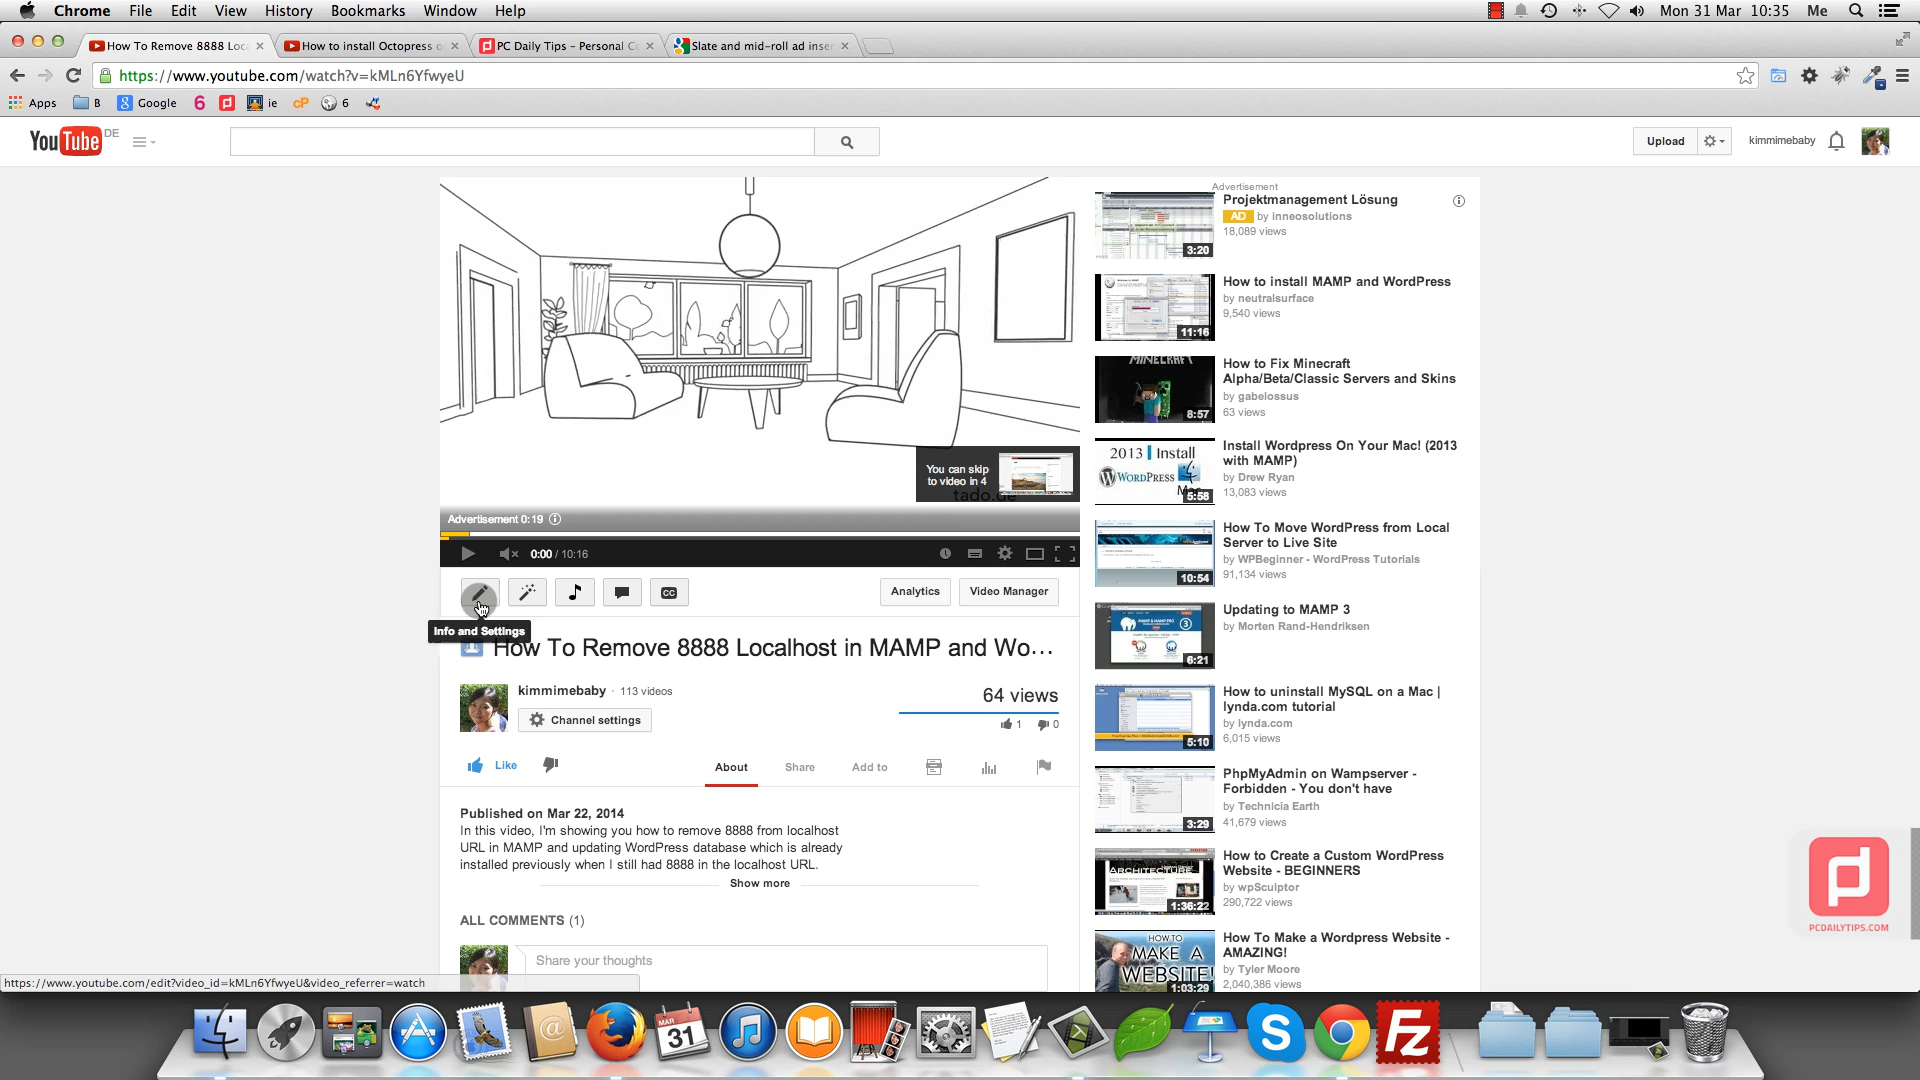 Chrome File Edit View History Bookmarks Window Help
Mon 31 Mar 10:35 Me
How To Remove 8888 Loc
How to install Octopress o
PC Daily Tips - Personal C
Slate and mid-roll ad inser
https://www.youtube.com/watch?v=kMLn6YfwyeU
Apps B Google 6 ie cP 6
YouTube DE
Upload
kimmimebaby
Advertisement
Projektmanagement Lösung
AD by inneosolutions
18,089 views
3:20
How to install MAMP and WordPress
by neutralsurface
9,540 views
11:16
MINECRAFT
How to Fix Minecraft
Alpha/Beta/Classic Servers and Skins
by gabelossus
63 views
8:57
2013 Install
WORDPRESS
5:58
Install Wordpress On Your Mac! (2013
with MAMP)
by Drew Ryan
13,083 views
You can skip
to video in 4
tado.de
Advertisement 0:19
0:00 / 10:16
How To Move WordPress from Local
Server to Live Site
by WPBeginner - WordPress Tutorials
91,134 views
10:54
CC
Analytics
Video Manager
Info and Settings
How To Remove 8888 Localhost in MAMP and Wo...
Updating to MAMP 3
by Morten Rand-Hendriksen
6:21
kimmimebaby · 113 videos
Channel settings
64 views
1
0
How to uninstall MySQL on a Mac |
lynda.com tutorial
by lynda.com
6,015 views
5:10
Like
About
Share
Add to
PhpMyAdmin on Wampserver -
Forbidden - You don't have
by Technicia Earth
41,679 views
3:29
Published on Mar 22, 2014
In this video, I'm showing you how to remove 8888 from localhost
URL in MAMP and updating WordPress database which is already
installed previously when I still had 8888 in the localhost URL.
Show more
ARCHITECTURE
How to Create a Custom WordPress
Website - BEGINNERS
by wpSculptor
290,722 views
1:36:22
ALL COMMENTS (1)
Share your thoughts
HOW TO
MAKE A
WEBSITE!
How To Make a Wordpress Website -
AMAZING!
by Tyler Moore
2,040,386 views
1:03:29
PCDAILYTIPS.COM
https://www.youtube.com/edit?video_id=kMLn6YfwyeU&video_referrer=watch
MAR
31